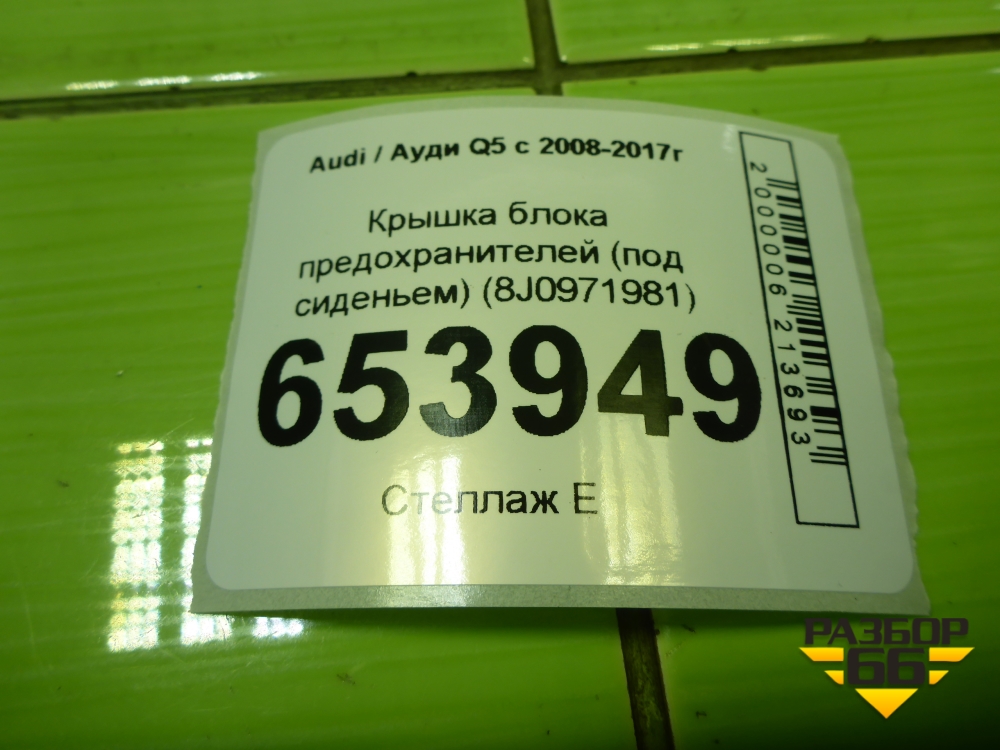 Audi / Ауди Q5 с 2008-2017г
Крышка блока
предохранителей (под
сиденьем) (8J0971981)
653949
Стеллаж Е
2000006213693
РАЗБОР
66